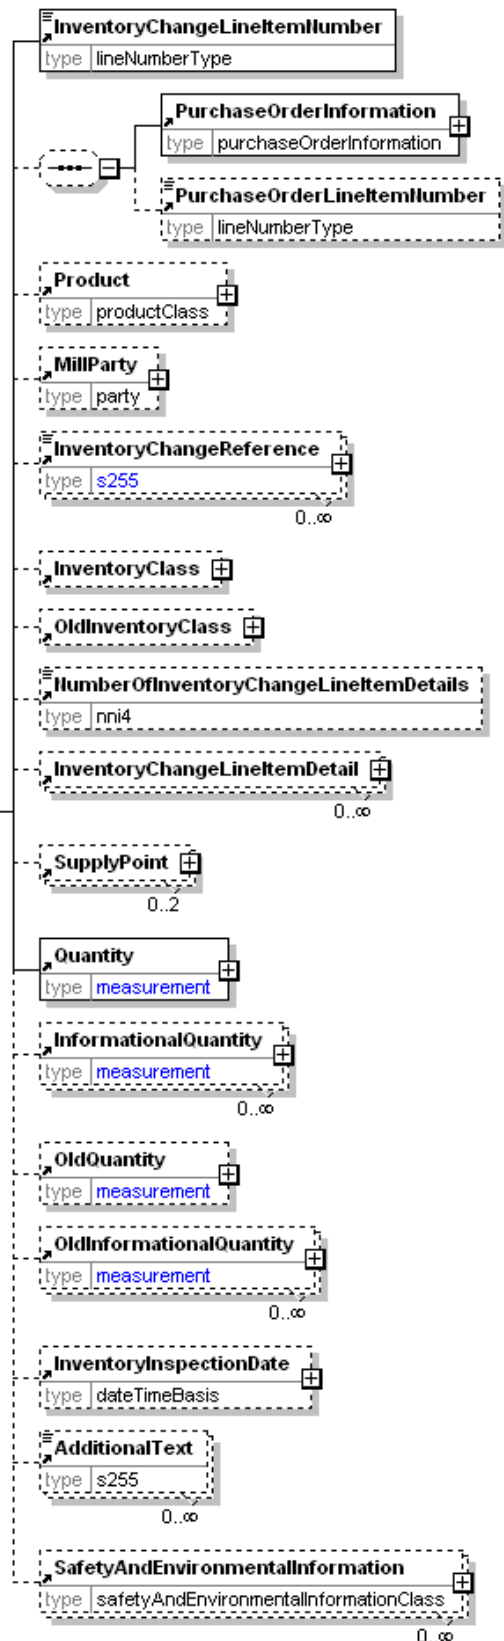 InventoryChangeLineItemNumber
type lineNumberType
PurchaseOrderInformation
type purchaseOrderInformation
PurchaseOrderLineItemNumber
type lineNumberType
Product
type productClass
MillParty
type party
InventoryChangeReference
type s255
0..∞
InventoryClass
OldInventoryClass
NumberOfInventoryChangeLineItemDetails
type nni4
InventoryChangeLineItemDetail
0..∞
SupplyPoint
0..2
Quantity
type measurement
InformationalQuantity
type measurement
0..∞
OldQuantity
type measurement
OldInformationalQuantity
type measurement
0..∞
InventoryInspectionDate
type dateTimeBasis
AdditionalText
type s255
0..∞
SafetyAndEnvironmentalInformation
type safetyAndEnvironmentalInformationClass
0..∞